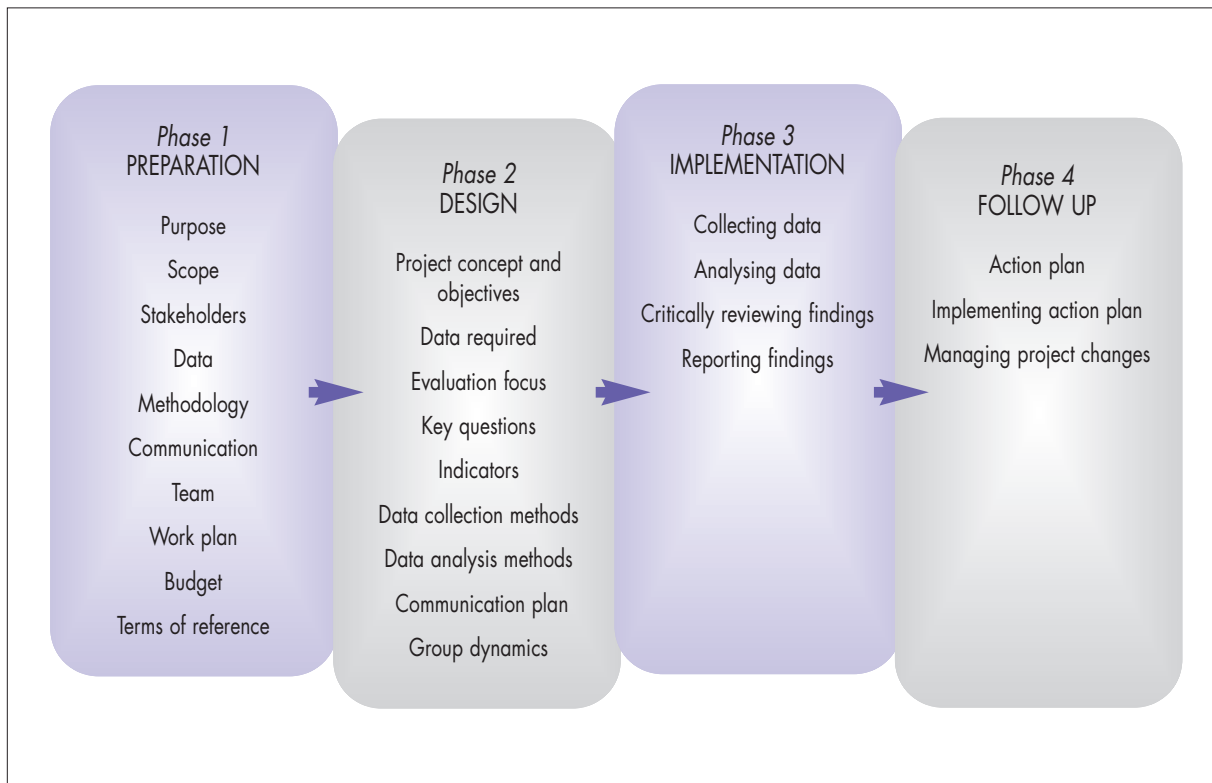 Phase 1
PREPARATION
Purpose
Scope
Stakeholders
Data
Methodology
Communication
Team
Work plan
Budget
Terms of reference
Phase 2
DESIGN
Project concept and
objectives
Data required
Evaluation focus
Key questions
Indicators
Data collection methods
Data analysis methods
Communication plan
Group dynamics
Phase 3
IMPLEMENTATION
Collecting data
Analysing data
Critically reviewing findings
Reporting findings
Phase 4
FOLLOW UP
Action plan
Implementing action plan
Managing project changes